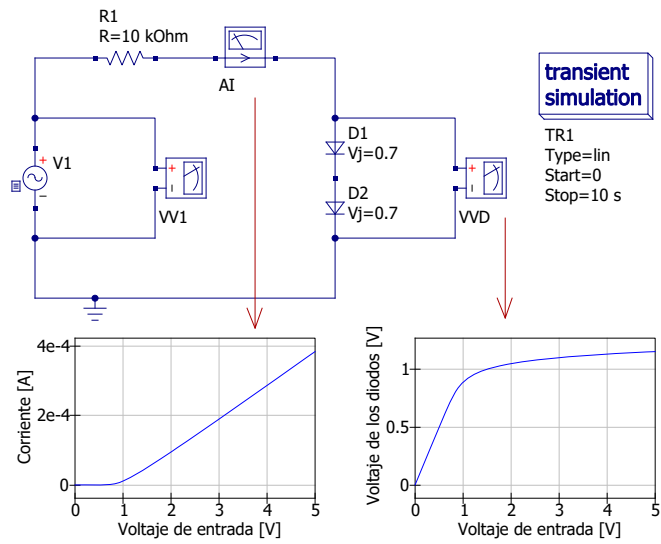 R1
R=10 kOhm
AI
V1
+
−
+
I
VV1
D1
Vj=0.7
D2
Vj=0.7
+
I
VVD
transient
simulation
TR1
Type=lin
Start=0
Stop=10 s
Corriente [A]
4e-4
2e-4
0
0 1 2 3 4 5
Voltaje de entrada [V]
Voltaje de los diodos [V]
1
0.5
0
0 1 2 3 4 5
Voltaje de entrada [V]